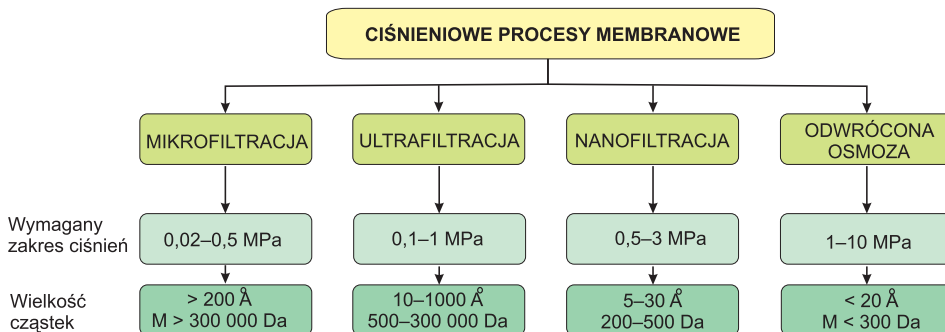 CIŚNIENIOWE PROCESY MEMBRANOWE
MIKROFILTRACJA
ULTRAFILTRACJA
NANOFILTRACJA
ODWRÓCONA
OSMOZA
Wymagany
zakres ciśnień
0,02–0,5 MPa
0,1–1 MPa
0,5–3 MPa
1–10 MPa
Wielkość
cząstek
> 200 Å
M > 300 000 Da
10–1000 Å
500–300 000 Da
5–30 Å
200–500 Da
< 20 Å
M < 300 Da